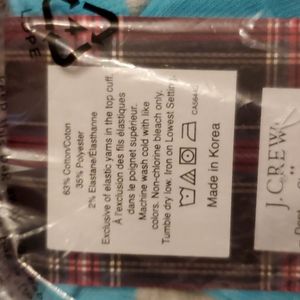 63% Cotton/Coton
35% Polyester
2% Elastane/Élasthanne
Exclusive of elastic yarns in the top cuff.
À l'exclusion des fils élastiques
dans le poignet supérieur.
Machine wash cold with like
colors. Non-chlorine bleach only.
Tumble dry low. Iron on Lowest Setting.
Made in Korea
J.CREW